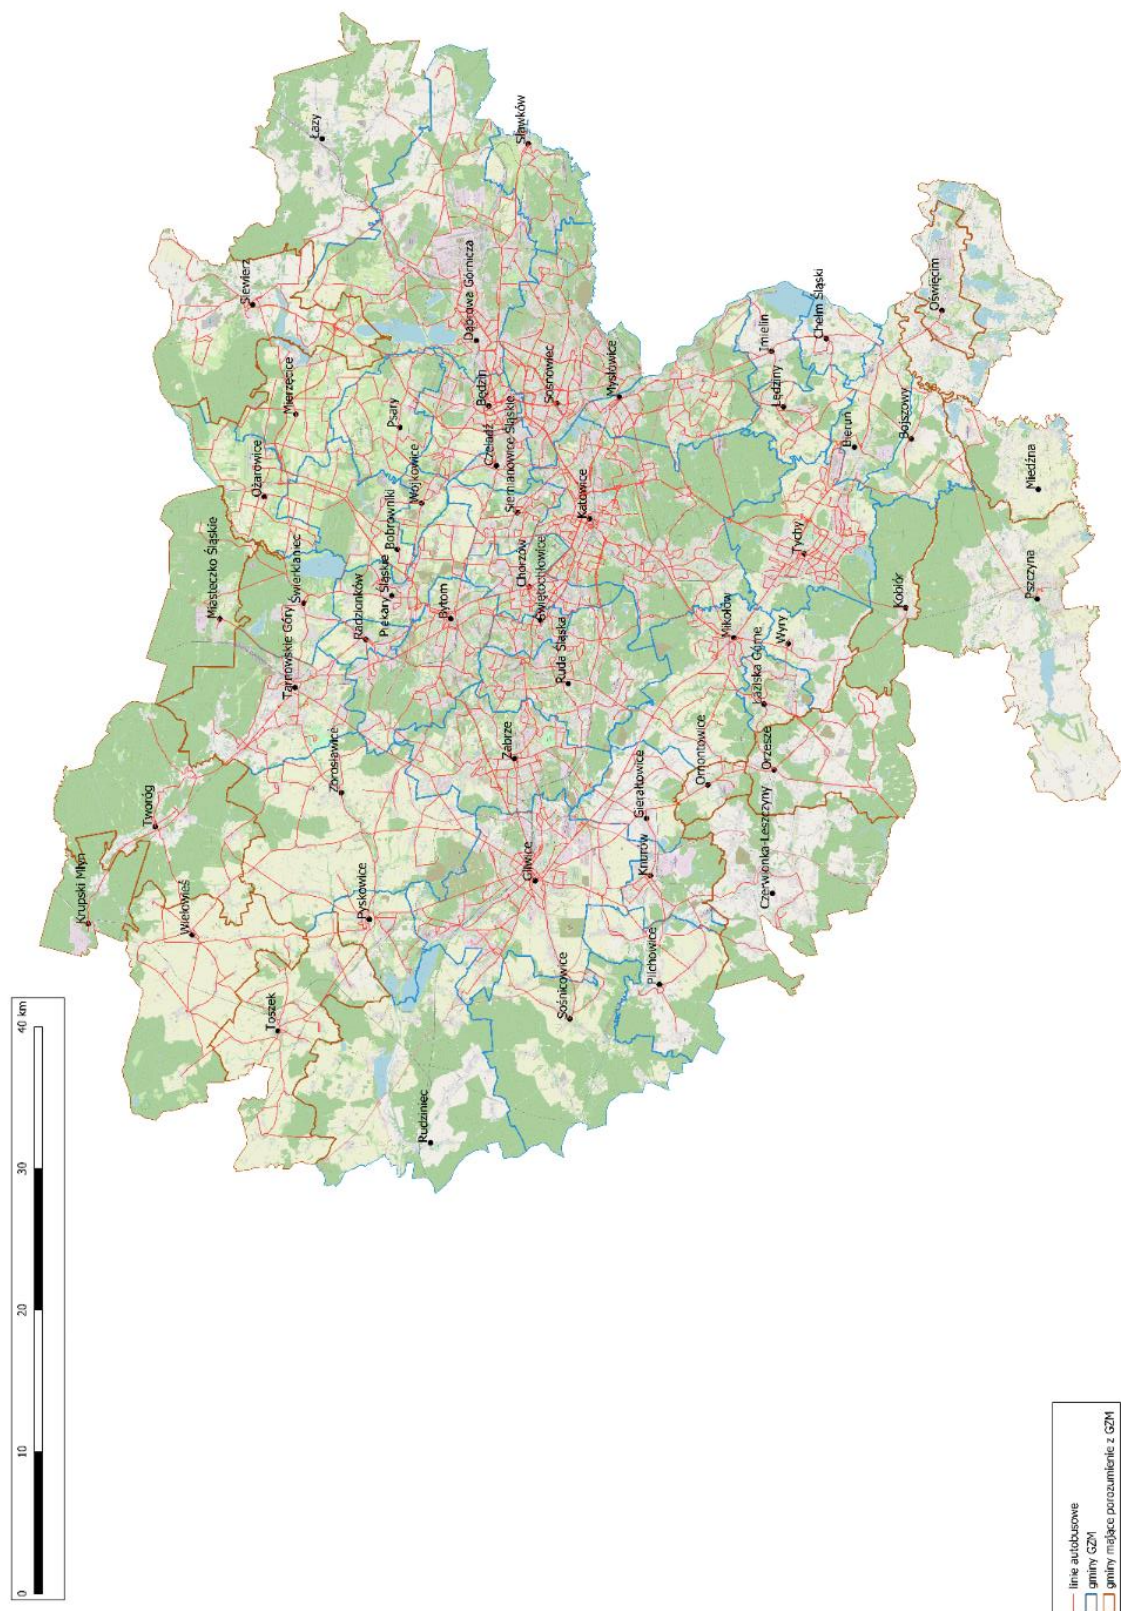 Łazy
Sławków
Siewierz
Dąbrowa Górnicza
Mierzęcice
Psary
Będzin
Sosnowiec
Mysłowice
Imielin
Chełm Śląski
Oświęcim
Lędziny
Bieruń
Bojszowy
Miedźna
Ożarowice
Wojkowice
Czeladź
Siemianowice Śląskie
Katowice
Bobrowniki
Miasteczko Śląskie
Świerklaniec
Radzionków
Piekary Śląskie
Bytom
Chorzów
Świętochłowice
Tychy
Kobiór
Pszczyna
Tarnowskie Góry
Ruda Śląska
Mikołów
Wyry
Łaziska Górne
Zbrosławice
Zabrze
Ornontowice
Orzesze
Gierałtowice
Tworóg
Krupski Młyn
Wielowieś
Pyskowice
Gliwice
Knurów
Czerwionka-Leszczyny
Pilchowice
Sośnicowice
Toszek
Rudziniec
0
10
20
30
40 km
linie autobusowe
gminy GZM
gminy mające porozumienie z GZM